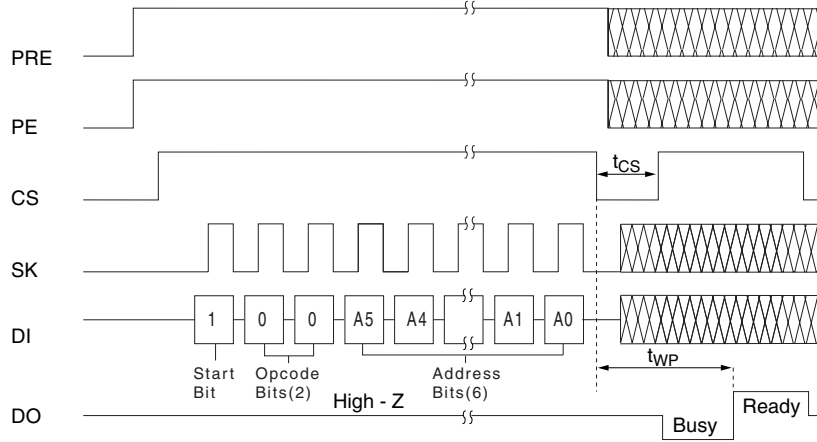 PRE
PE
CS
tCS
SK
DI
1 0 0 A5 A4 A1 A0
Start Bit
Opcode Bits(2)
Address Bits(6)
tWP
DO
High - Z
Busy
Ready